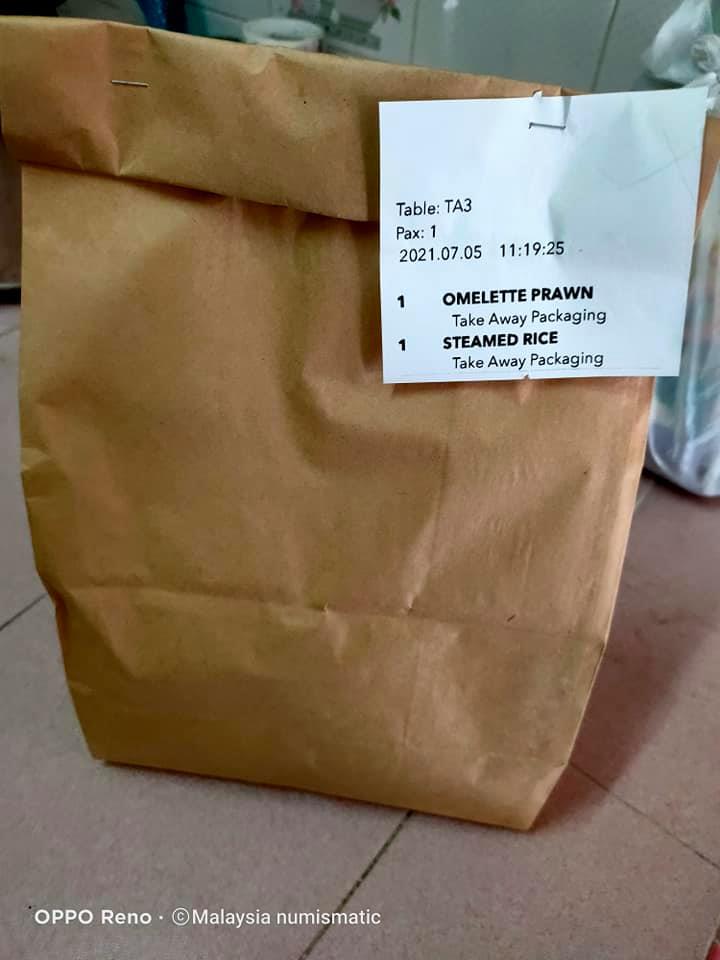 Table: TA3
Pax: 1
2021.07.05 11:19:25
1 OMELETTE PRAWN
Take Away Packaging
1 STEAMED RICE
Take Away Packaging
OPPO Reno · ©Malaysia numismatic